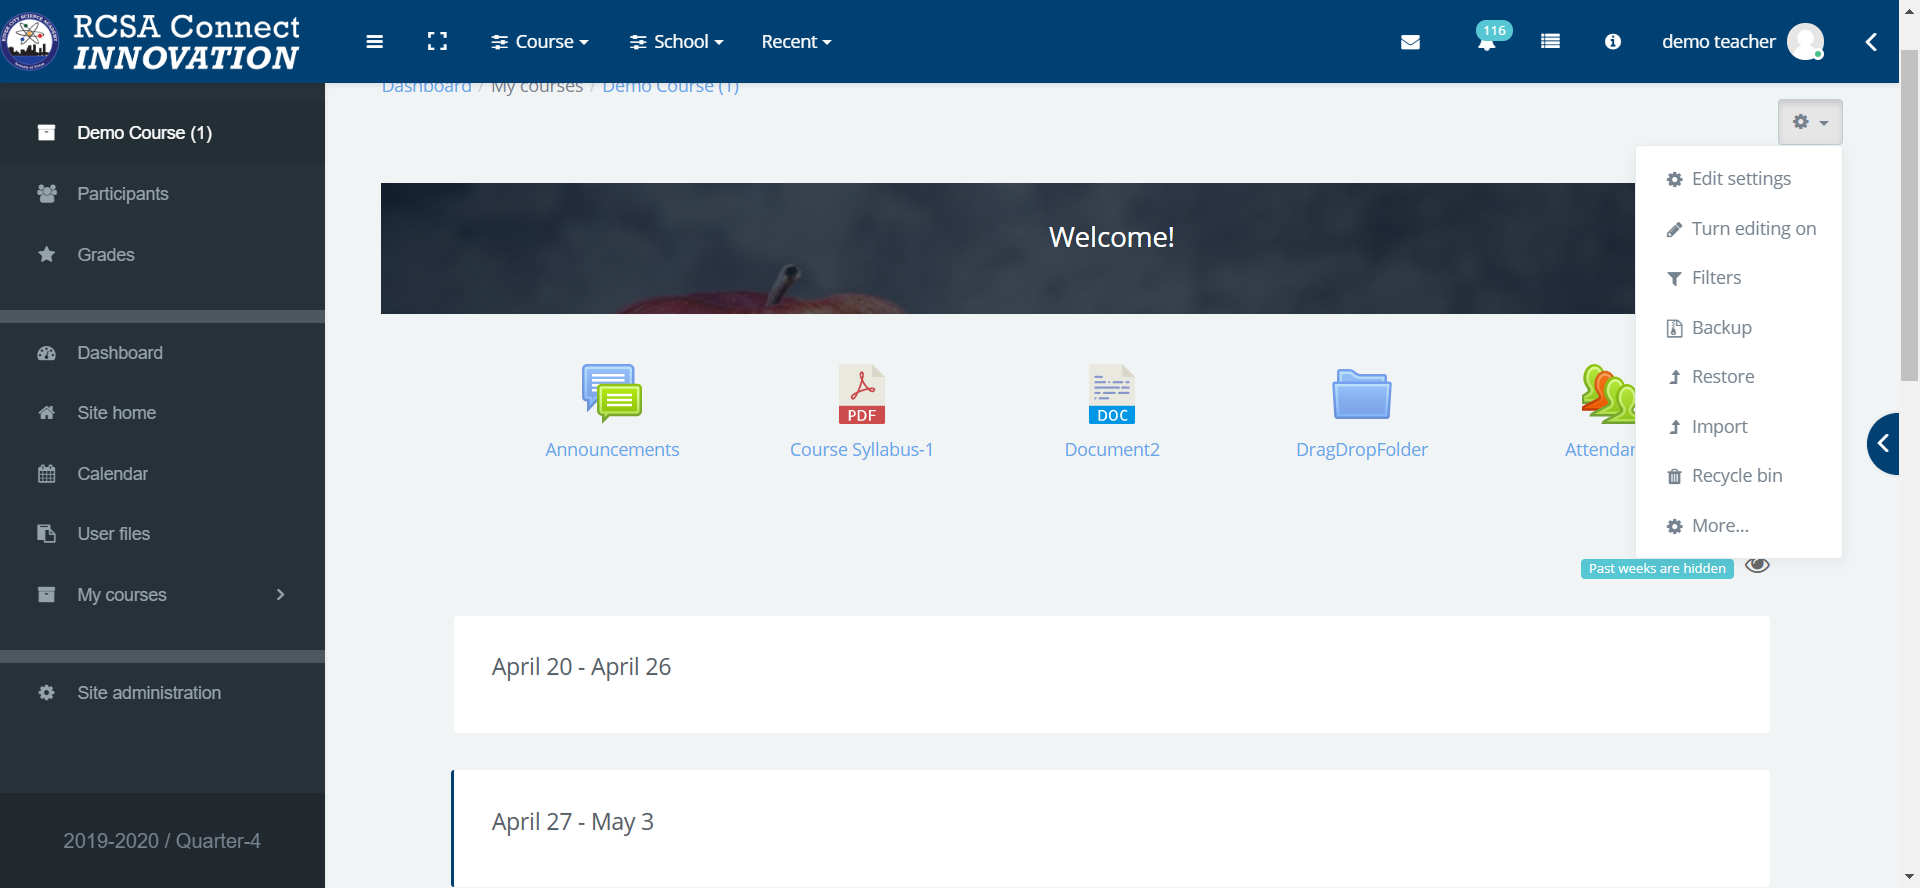 RCSA Connect
INNOVATION
Course
School
Recent
116
demo teacher
Dashboard / My courses / Demo Course (1)
Demo Course (1)
Participants
Grades
Dashboard
Site home
Calendar
User files
My courses
Site administration
2019-2020 / Quarter-4
Welcome!
Edit settings
Turn editing on
Filters
Backup
Restore
Import
Recycle bin
More...
PDF
DOC
Announcements
Course Syllabus-1
Document2
DragDropFolder
Attendan
Past weeks are hidden
April 20 - April 26
April 27 - May 3